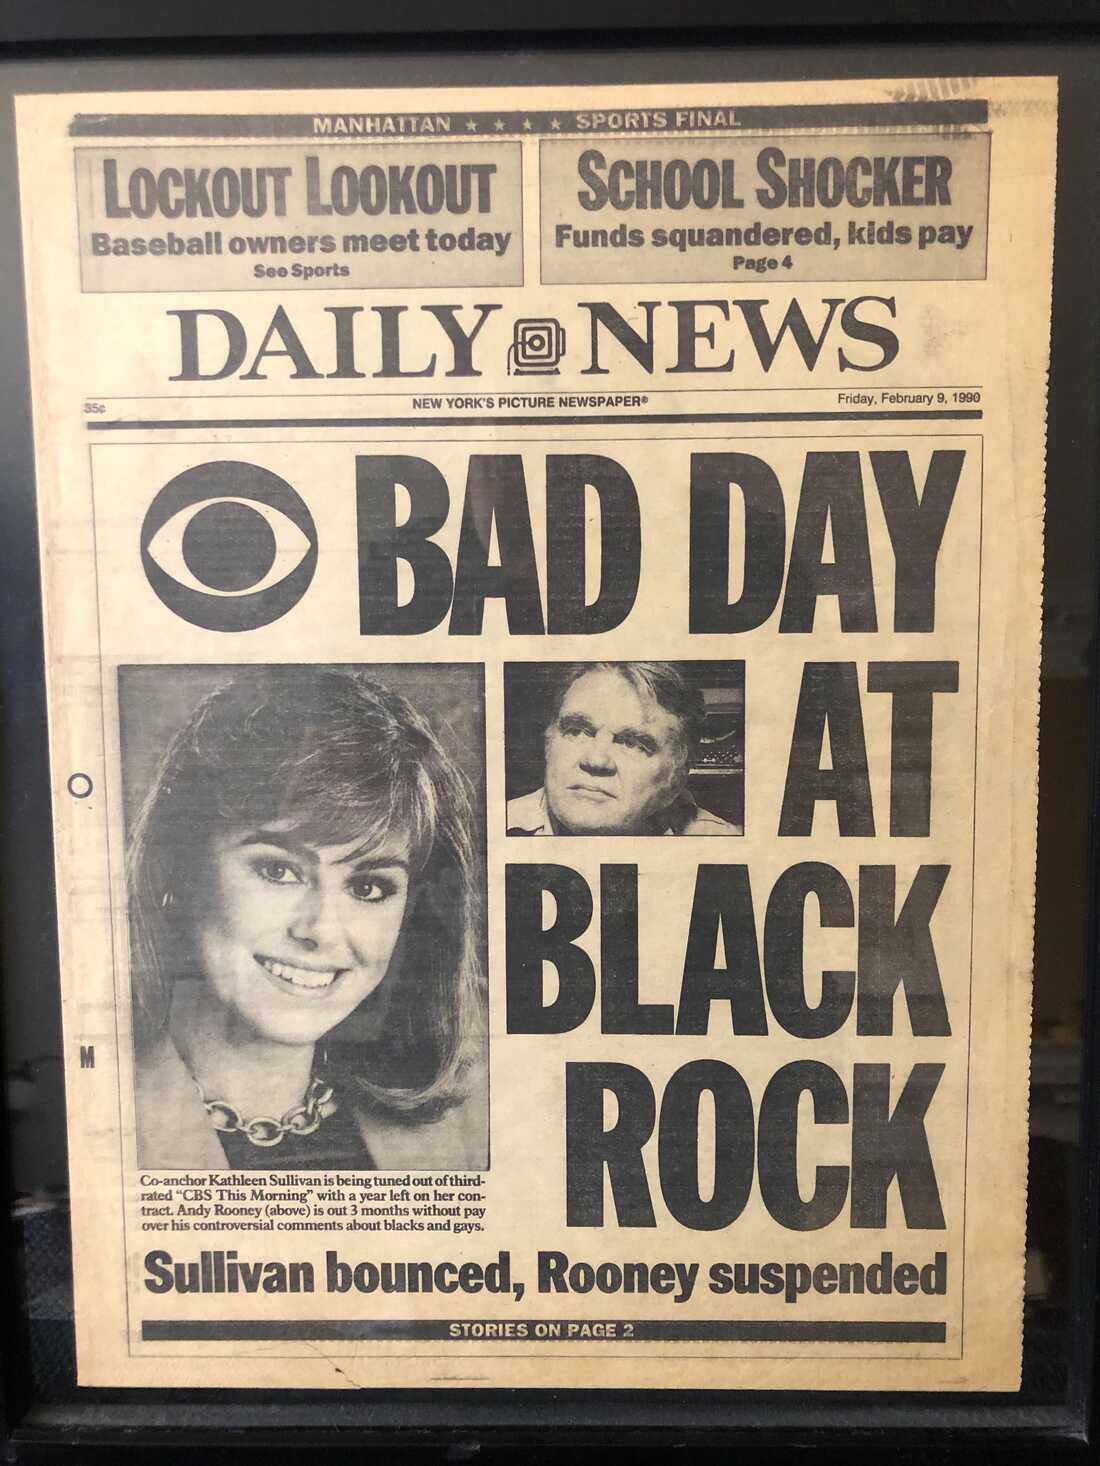 MANHATTAN ★ ★ ★ ★ SPORTS FINAL
LOCKOUT LOOKOUT
Baseball owners meet today
See Sports
SCHOOL SHOCKER
Funds squandered, kids pay
Page 4
DAILY NEWS
35¢
NEW YORK'S PICTURE NEWSPAPER®
Friday, February 9, 1990
BAD DAY
AT
BLACK
ROCK
M
Co-anchor Kathleen Sullivan is being tuned out of third-
rated “CBS This Morning” with a year left on her con-
tract. Andy Rooney (above) is out 3 months without pay
over his controversial comments about blacks and gays.
Sullivan bounced, Rooney suspended
STORIES ON PAGE 2